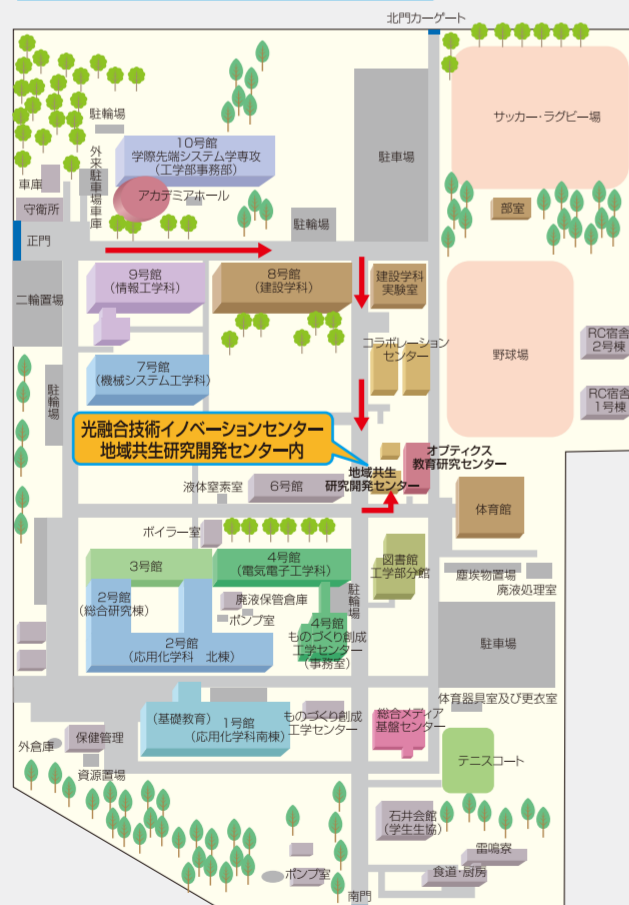 北門カーゲート
サッカー・ラグビー場
駐輪場
10号館
学際先端システム学専攻
(工学部事務部)
駐車場
外来駐車場車庫
車庫
アカデミアホール
守衛所
部室
駐輪場
正門
9号館
(情報工学科)
8号館
(建設学科)
建設学科
実験室
二輪置場
コラボレーション
センター
野球場
RC宿舎
2号棟
7号館
(機械システム工学科)
駐輪場
RC宿舎
1号棟
光融合技術イノベーションセンター
地域共生研究開発センター内
オプティクス
教育研究センター
地域共生
研究開発センター
液体窒素室
6号館
体育館
ボイラー室
3号館
4号館
(電気電子工学科)
図書館
工学部分館
塵埃物置場
廃液処理室
2号館
(総合研究棟)
廃液保管倉庫
ポンプ室
駐輪場
2号館
(応用化学科 北棟)
4号館
ものづくり創成
工学センター
(事務室)
駐車場
体育器具室及び更衣室
(基礎教育)
1号館
(応用化学科南棟)
ものづくり創成
工学センター
総合メディア
基盤センター
外倉庫
保健管理
資源置場
テニスコート
石井会館
(学生生協)
雷鳴寮
ポンプ室
食道・厨房
南門